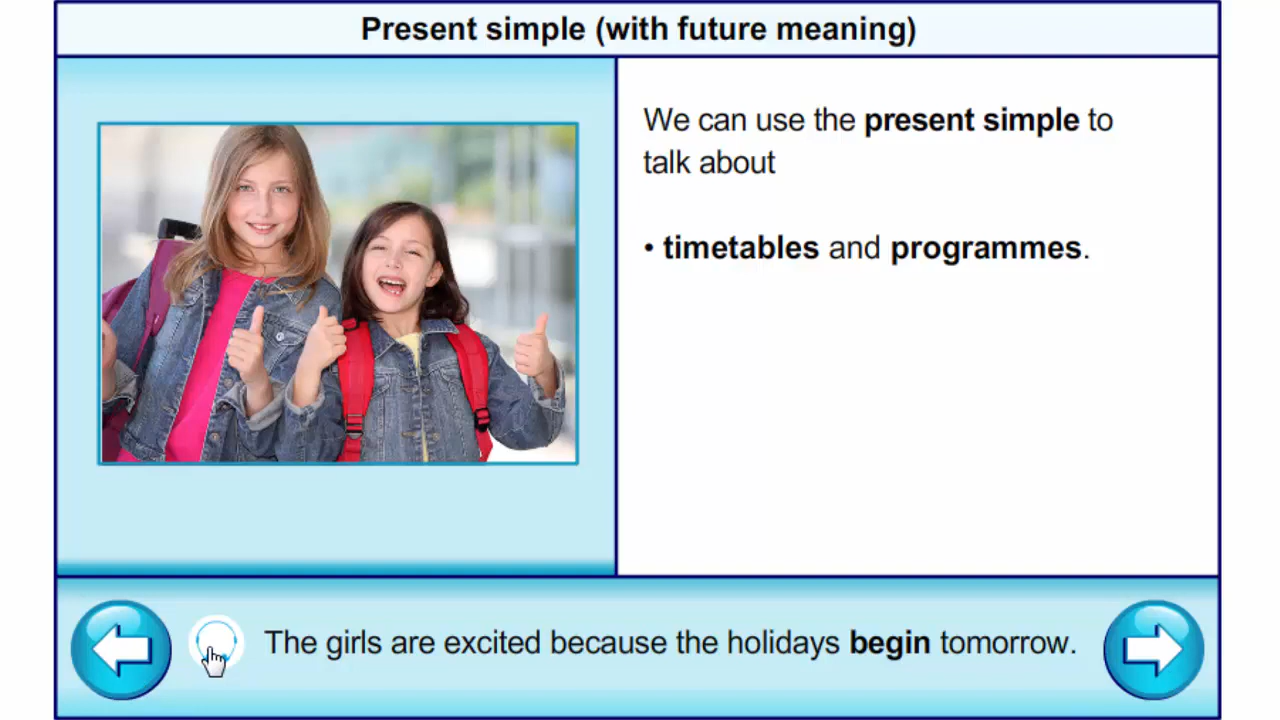 Present simple (with future meaning)
We can use the present simple to
talk about
• timetables and programmes.
The girls are excited because the holidays begin tomorrow.